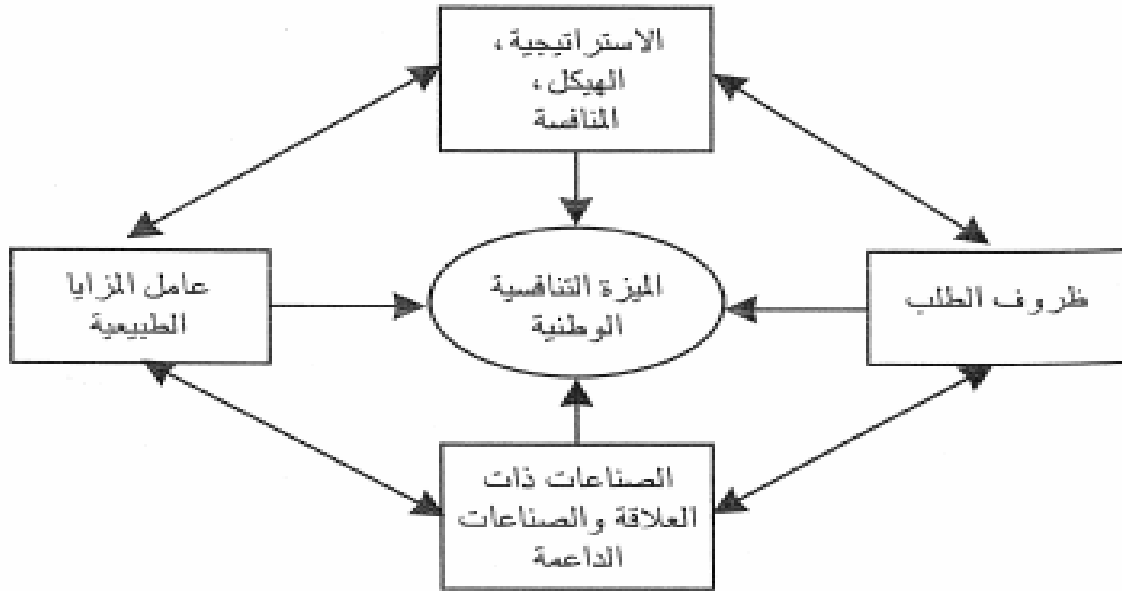 الاستراتيجية،
الهيكل،
المنافسة
عامل المزايا
الطبيعية
الميزة التنافسية
الوطنية
ظروف الطلب
الصناعات ذات
العلاقة والصناعات
الداعمة